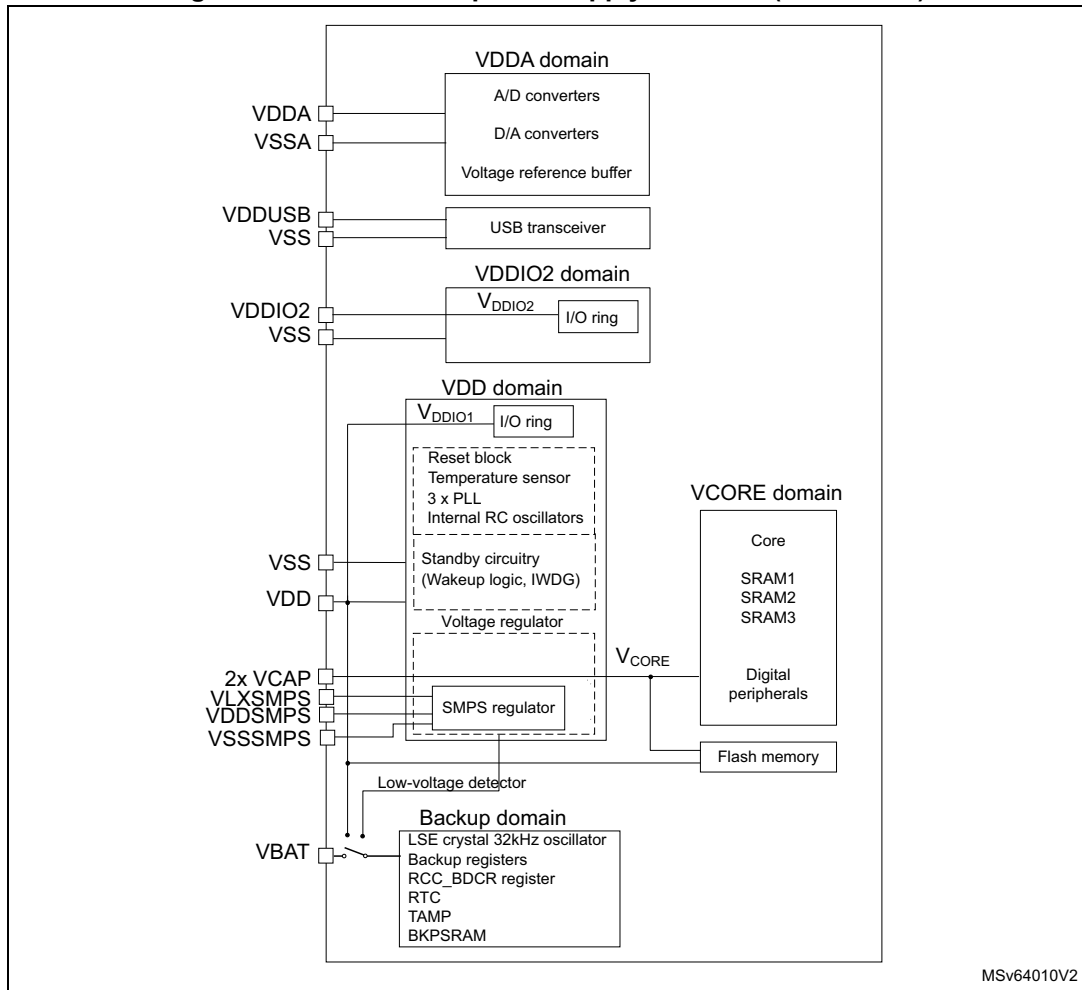 VDDA domain
A/D converters
VDDA
D/A converters
VSSA
Voltage reference buffer
VDDUSB
USB transceiver
VSS
VDDIO2 domain
VDDIO2
VDDIO2
I/O ring
VSS
VDD domain
VDDIO1
I/O ring
Reset block
Temperature sensor
3 x PLL
Internal RC oscillators
VCORE domain
Core
VSS
Standby circuitry
(Wakeup logic, IWDG)
SRAM1
SRAM2
SRAM3
VDD
Voltage regulator
VCORE
2x VCAP
Digital
peripherals
VLXSMPS
SMPS regulator
VDDSMPS
VSSSMPS
Flash memory
Low-voltage detector
Backup domain
VBAT
LSE crystal 32kHz oscillator
Backup registers
RCC_BDCR register
RTC
TAMP
BKPSRAM
MSv64010V2